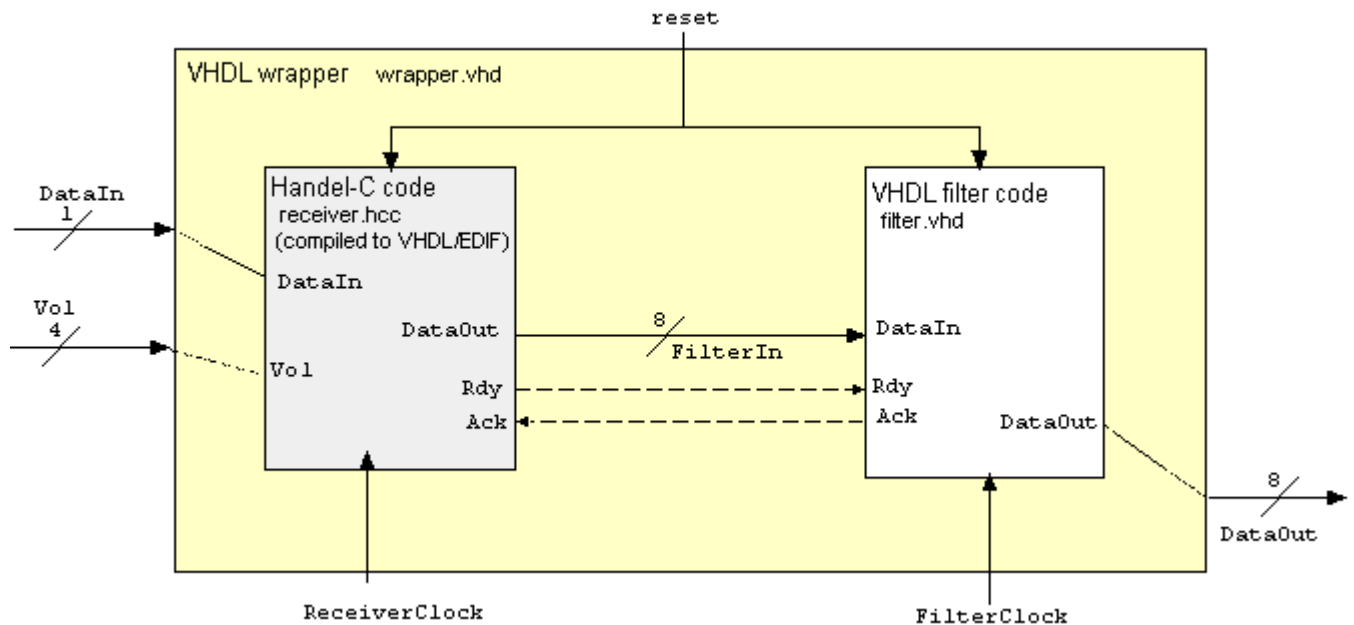 reset
VHDL wrapper wrapper.vhd
DataIn
1
Vol
4
Handel-C code
receiver.hcc
(compiled to VHDL/EDIF)
DataIn
DataOut
Vol
Rdy
Ack
8
FilterIn
VHDL filter code
filter.vhd
DataIn
Rdy
Ack
DataOut
8
DataOut
ReceiverClock
FilterClock